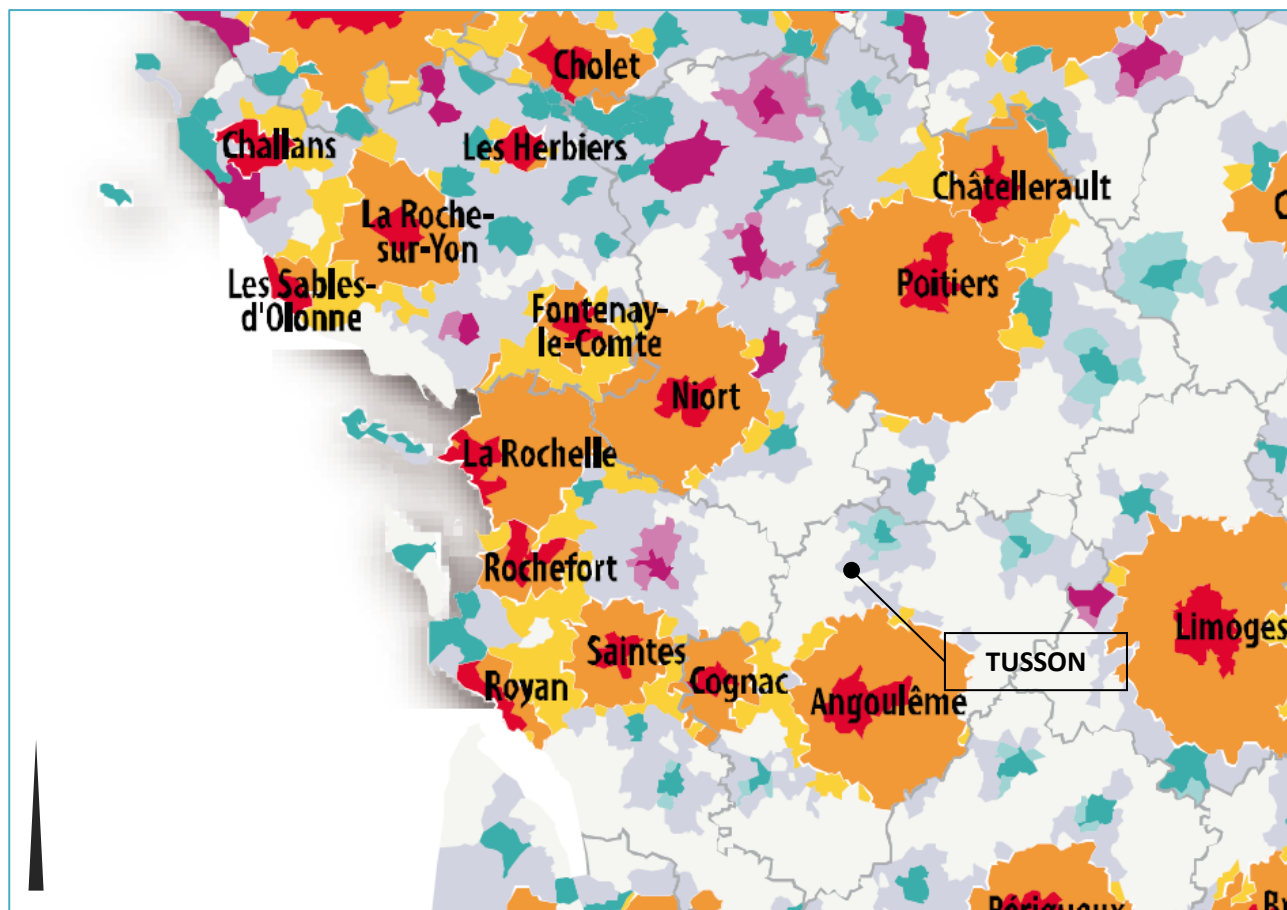 Cholet
Challans
Les Herbiers
Châtellerault
La Roche-
sur-Yon
Poitiers
Les Sables-
d'Olonne
Fontenay-
le-Comte
Niort
La Rochelle
Rochefort
Saintes
Royan
Cognac
Angoulême
TUSSON
Limoges
Périgueux